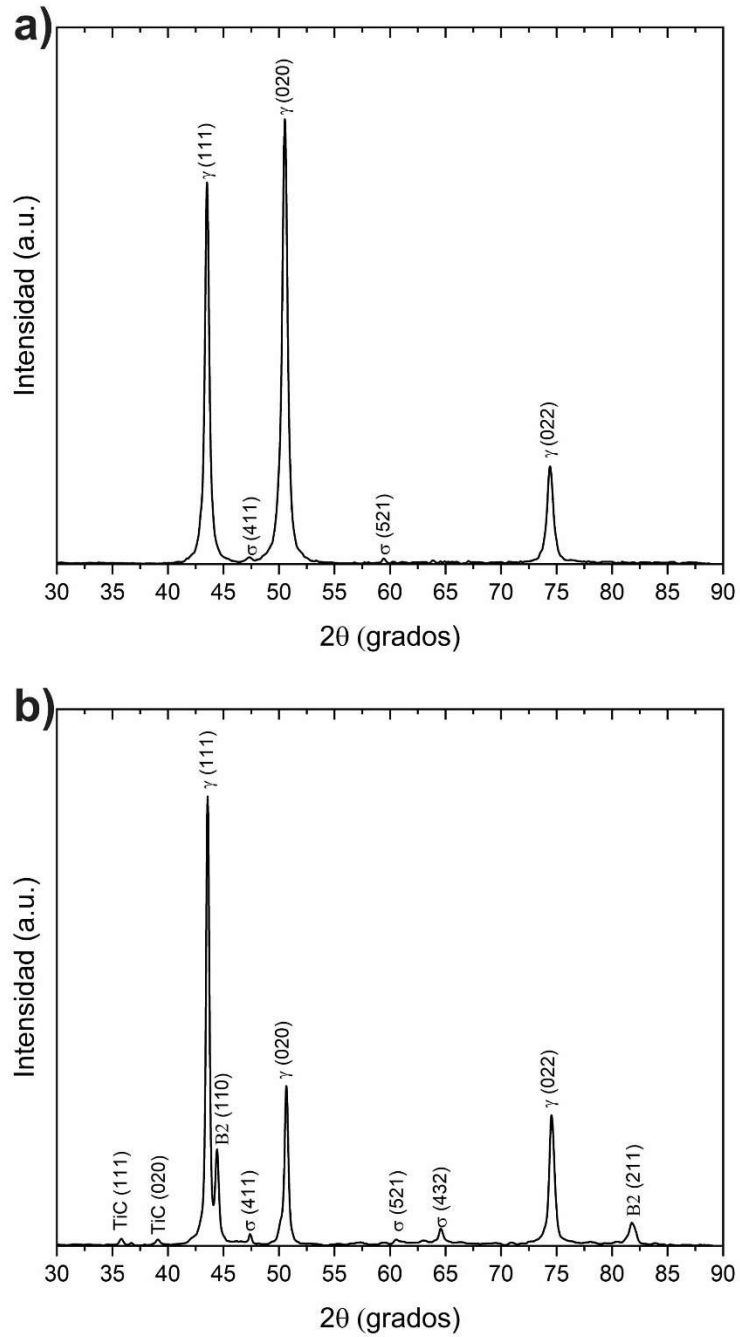 a)
γ (020)
γ (111)
γ (022)
σ (411)
σ (521)
Intensidad (a.u.)
30 35 40 45 50 55 60 65 70 75 80 85 90
2θ (grados)
b)
γ (111)
B2 (110)
γ (020)
γ (022)
TiC (111)
TiC (020)
σ (411)
σ (521)
σ (432)
B2 (211)
Intensidad (a.u.)
30 35 40 45 50 55 60 65 70 75 80 85 90
2θ (grados)